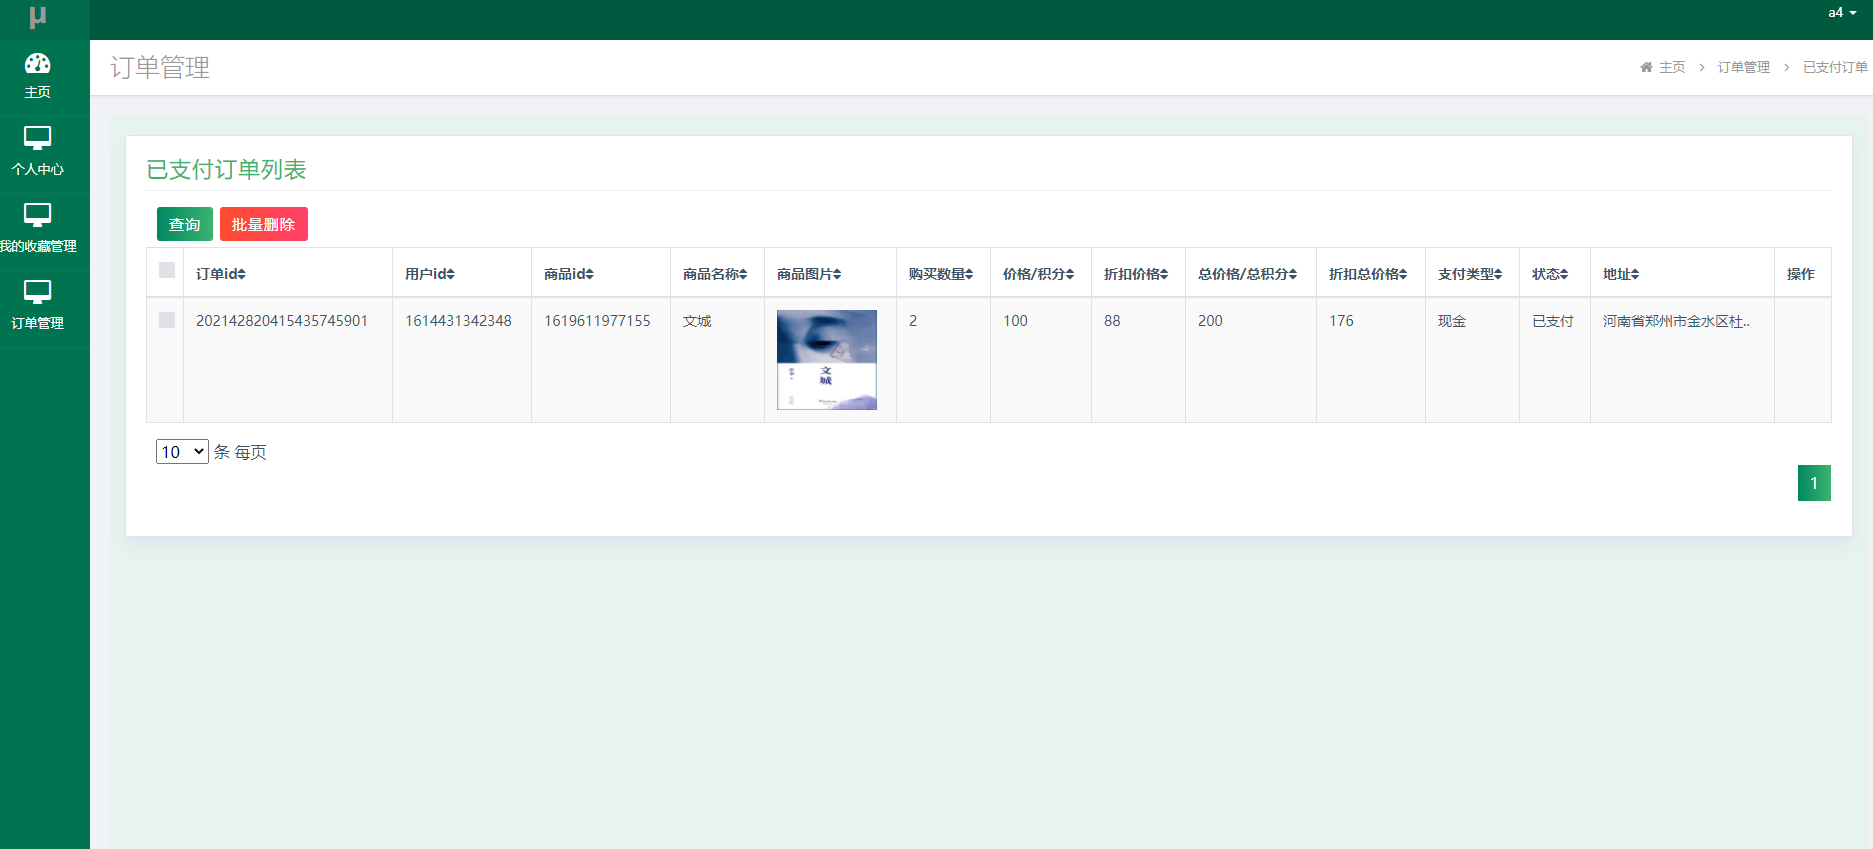 µ
a4
主页
个人中心
我的收藏管理
订单管理
订单管理
主页 > 订单管理 > 已支付订单
已支付订单列表
查询 批量删除
订单id 用户id 商品id 商品名称 商品图片 购买数量 价格/积分 折扣价格 总价格/总积分 折扣总价格 支付类型 状态 地址 操作
202142820415435745901 1614431342348 1619611977155 文城 2 100 88 200 176 现金 已支付 河南省郑州市金水区杜..
文城
10 条 每页
1